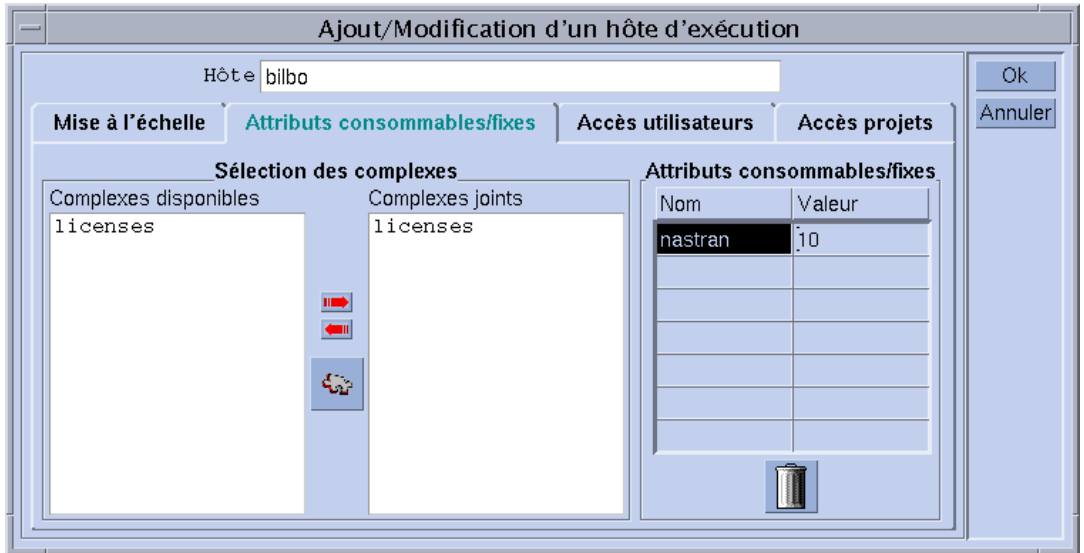 Ajout/Modification d'un hôte d'exécution
Hôte bilbo
Ok
Annuler
Mise à l'échelle Attributs consommables/fixes Accès utilisateurs Accès projets
Sélection des complexes
Complexes disponibles Complexes joints
licenses licenses
Attributs consommables/fixes
Nom Valeur
nastran 10